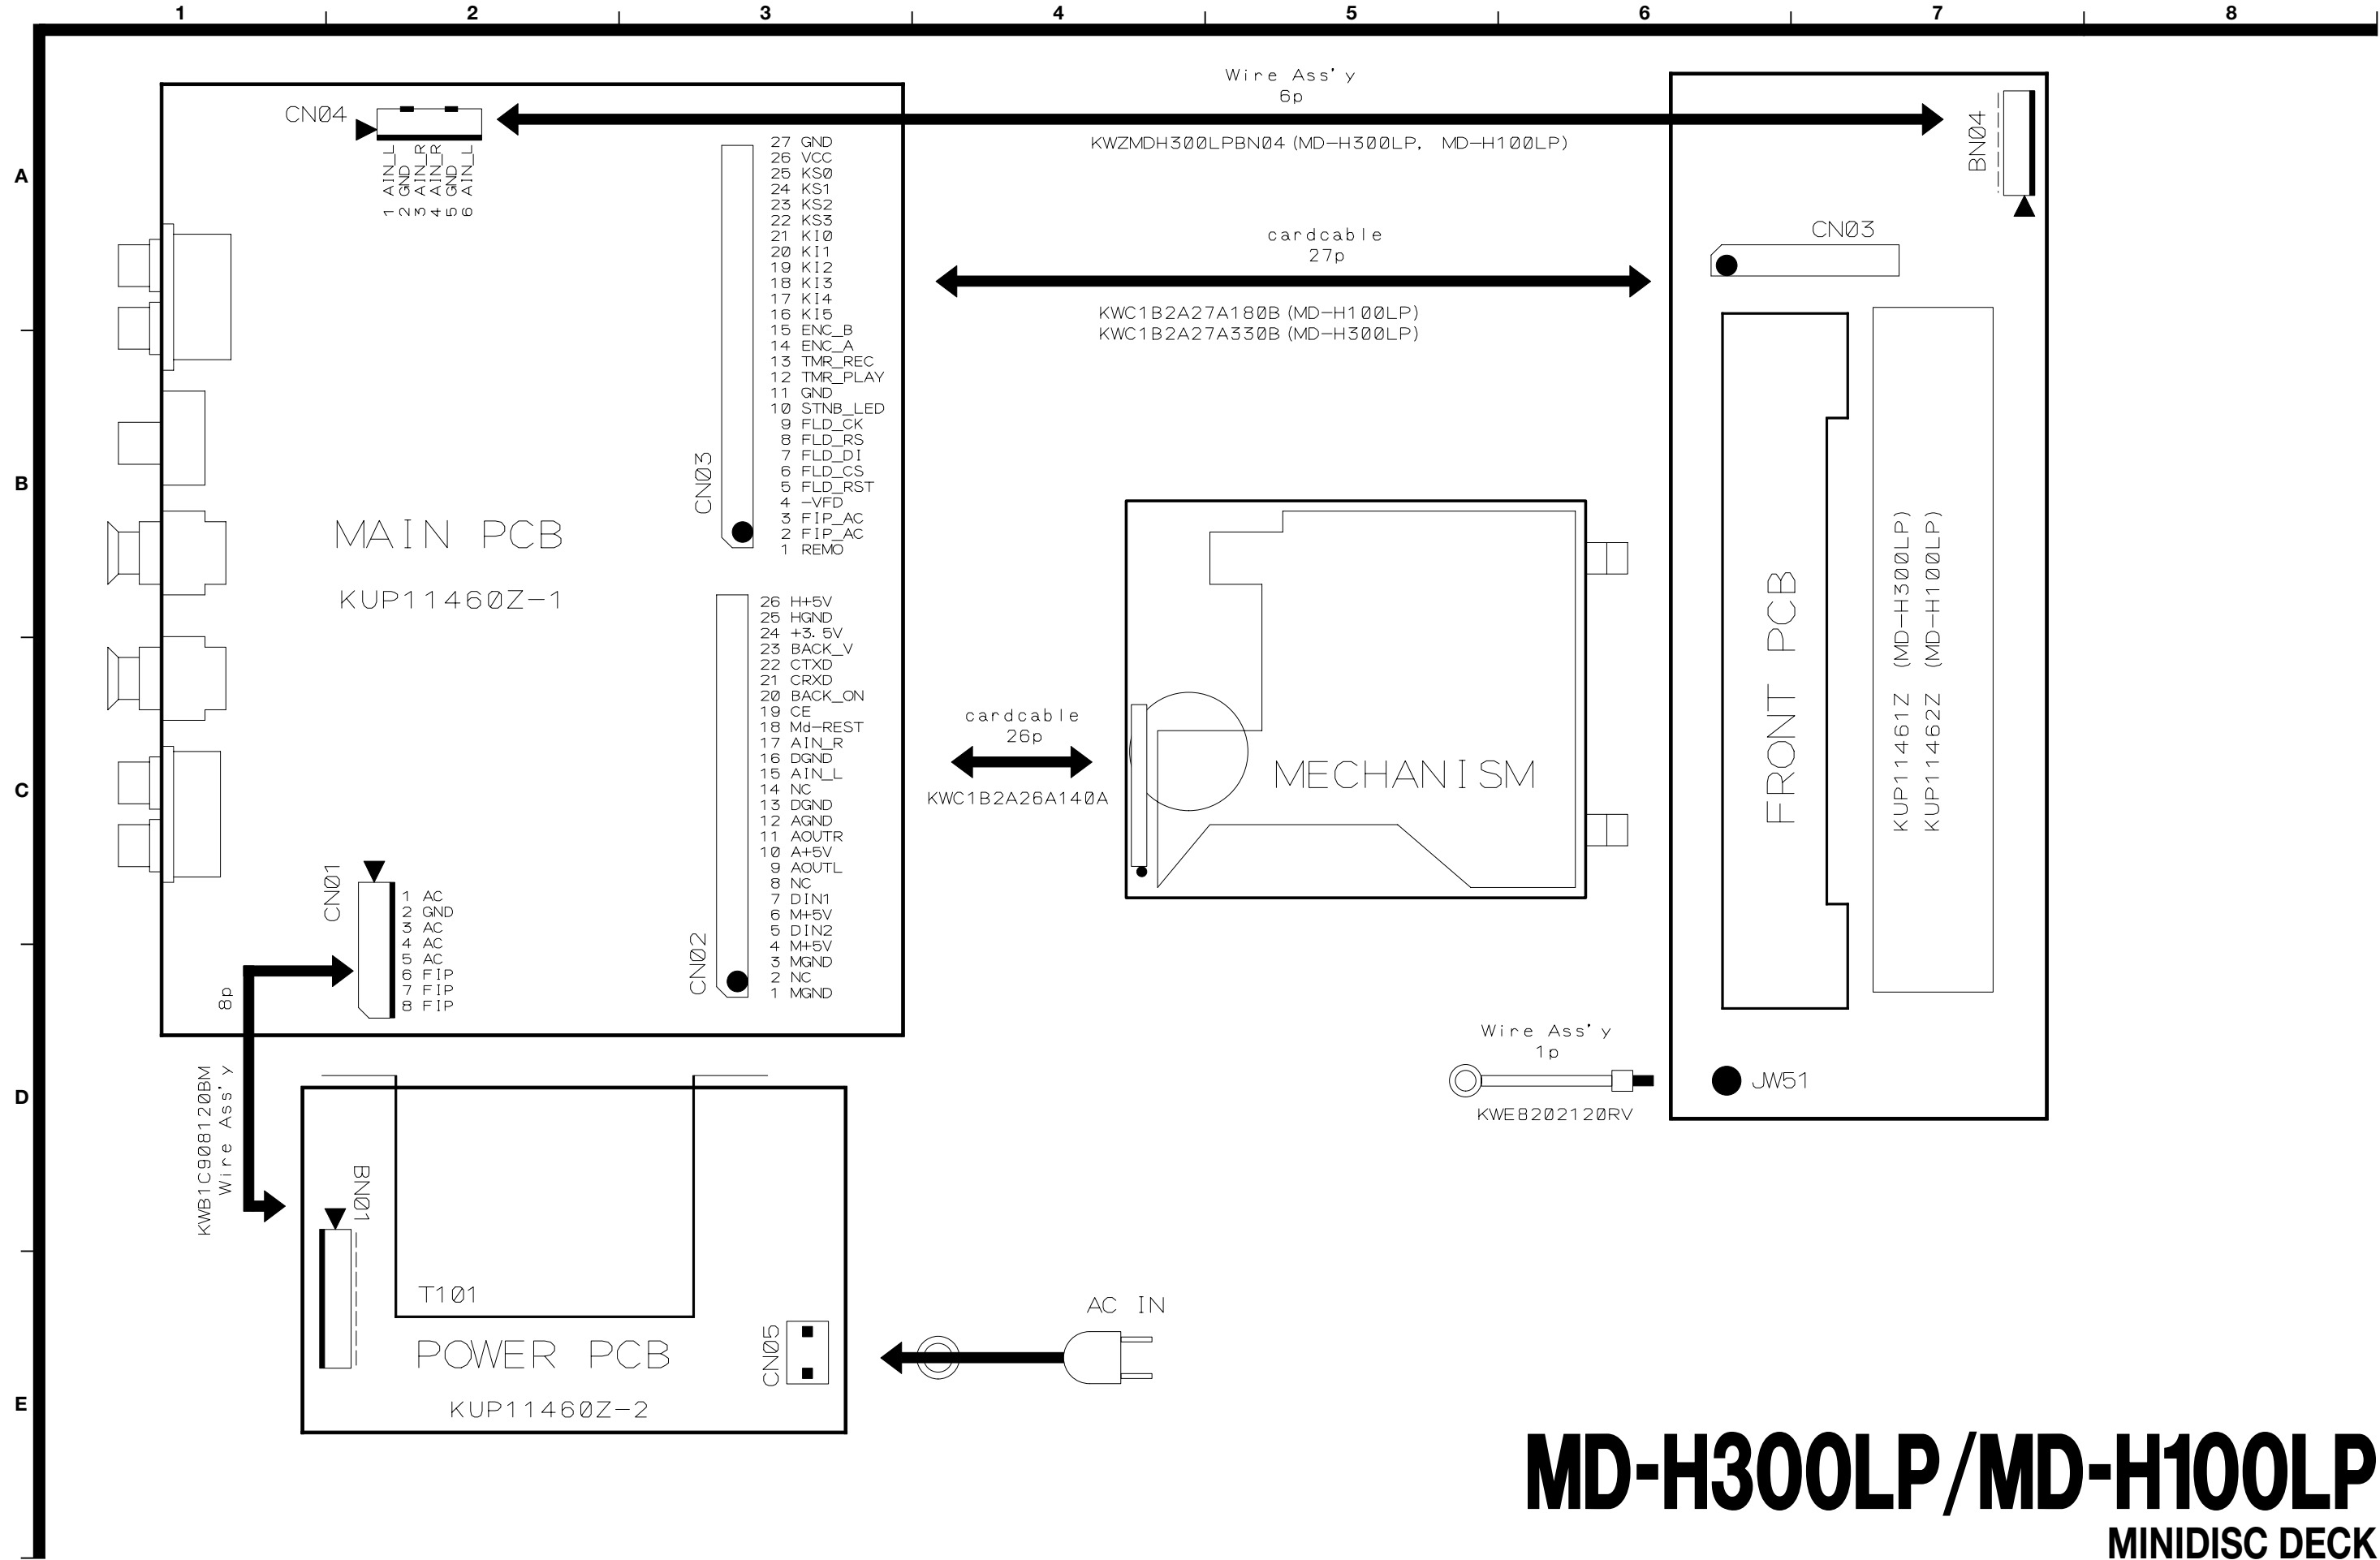 1 2 3 4 5 6 7 8
A
B
C
D
E
CN04
1 AIN_L
2 GND
3 AIN_R
4 AIN_R
5 GND
6 AIN_L
Wire Ass'y
6p
KWZMDH300LPBN04 (MD-H300LP, MD-H100LP)
BN04
27 GND
26 VCC
25 KS0
24 KS1
23 KS2
22 KS3
21 KI0
20 KI1
19 KI2
18 KI3
17 KI4
16 KI5
15 ENC_B
14 ENC_A
13 TMR_REC
12 TMR_PLAY
11 GND
10 STNB_LED
9 FLD_CK
8 FLD_RS
7 FLD_DI
6 FLD_CS
5 FLD_RST
4 -VFD
3 FIP_AC
2 FIP_AC
1 REMO
CN03
cardcable
27p
KWC1B2A27A180B (MD-H100LP)
KWC1B2A27A330B (MD-H300LP)
CN03
MAIN PCB
KUP11460Z-1
26 H+5V
25 HGND
24 +3.5V
23 BACK_V
22 CTXD
21 CRXD
20 BACK_ON
19 CE
18 Md-REST
17 AIN_R
16 DGND
15 AIN_L
14 NC
13 DGND
12 AGND
11 AOUTR
10 A+5V
9 AOUTL
8 NC
7 DIN1
6 M+5V
5 DIN2
4 M+5V
3 MGND
2 NC
1 MGND
CN02
cardcable
26p
KWC1B2A26A140A
MECHANISM
FRONT PCB
KUP11461Z (MD-H300LP)
KUP11462Z (MD-H100LP)
CN01
1 AC
2 GND
3 AC
4 AC
5 AC
6 FIP
7 FIP
8 FIP
8p
KWB1C908120BM
Wire Ass'y
Wire Ass'y
1p
KWE8202120RV
JW51
BN01
T101
POWER PCB
KUP11460Z-2
CN05
AC IN
MD-H300LP/MD-H100LP
MINIDISC DECK